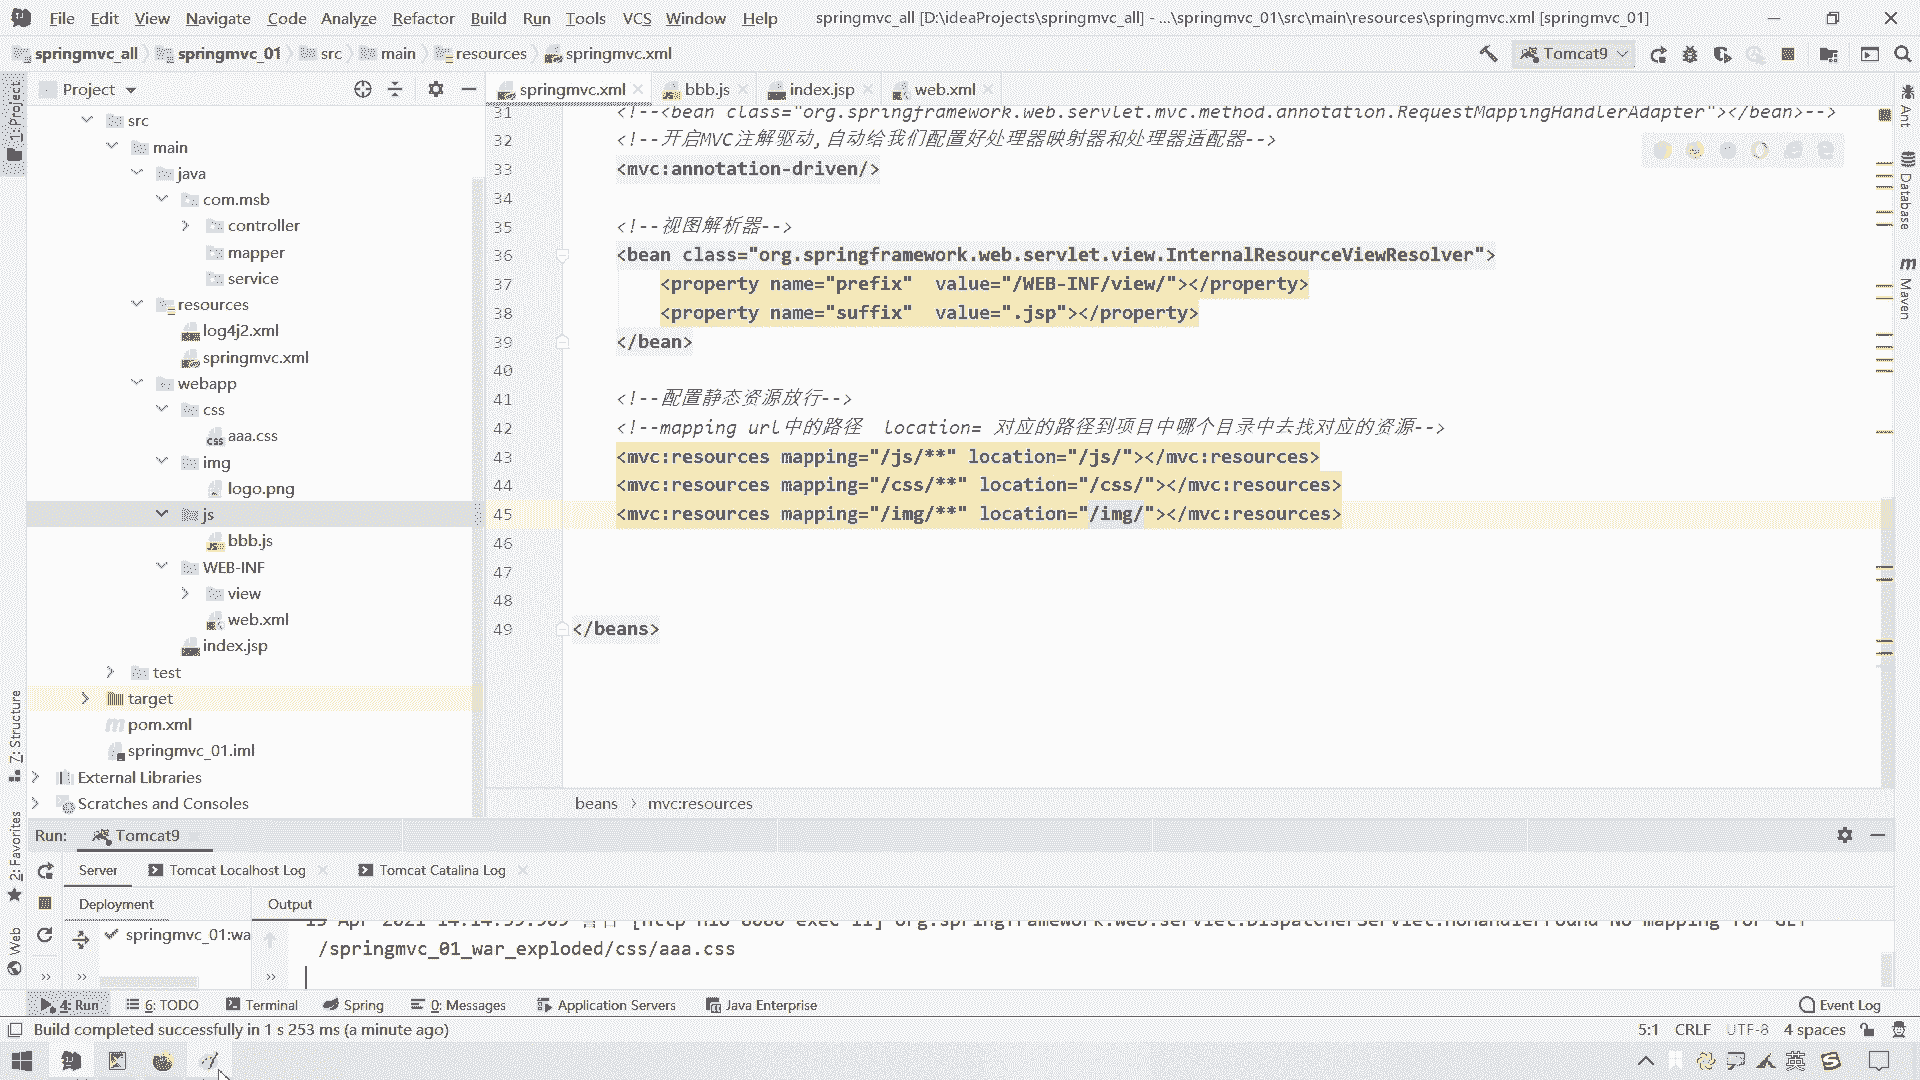 File Edit View Navigate Code Analyze Refactor Build Run Tools VCS Window Help springmvc_all [D:\ideaProjects\springmvc_all] - ...\springmvc_01\src\main\resources\springmvc.xml [springmvc_01]
springmvc_all springmvc_01 src main resources springmvc.xml Tomcat9
Project springmvc.xml bbb.js index.jsp web.xml
1: Project
src
main
java
com.msb
controller
mapper
service
resources
log4j2.xml
springmvc.xml
webapp
css
aaa.css
img
logo.png
js
bbb.js
WEB-INF
view
web.xml
index.jsp
test
target
pom.xml
springmvc_01.iml
External Libraries
Scratches and Consoles
31 <!--<bean class="org.springframework.web.servlet.mvc.method.annotation.RequestMappingHandlerAdapter"></bean>-->
32 <!--开启MVC注解驱动,自动给我们配置好处理器映射器和处理器适配器-->
33 <mvc:annotation-driven/>
34
35 <!--视图解析器-->
36 <bean class="org.springframework.web.servlet.view.InternalResourceViewResolver">
37 <property name="prefix"  value="/WEB-INF/view/"></property>
38 <property name="suffix"  value=".jsp"></property>
39 </bean>
40
41 <!--配置静态资源放行-->
42 <!--mapping url中的路径  location= 对应的路径到项目中哪个目录中去找对应的资源-->
43 <mvc:resources mapping="/js/**" location="/js/"></mvc:resources>
44 <mvc:resources mapping="/css/**" location="/css/"></mvc:resources>
45 <mvc:resources mapping="/img/**" location="/img/"></mvc:resources>
46
47
48
49 </beans>
beans mvc:resources
Ant
Database
Maven
Z: Structure
2: Favorites
Web
Run: Tomcat9
Server Tomcat Localhost Log Tomcat Catalina Log
Deployment Output
springmvc_01:wa
org.springframework.web.servlet.DispatcherServlet.noHandlerFound No mapping for GET
/springmvc_01_war_exploded/css/aaa.css
4: Run 6: TODO Terminal Spring 0: Messages Application Servers Java Enterprise Event Log
Build completed successfully in 1 s 253 ms (a minute ago) 5:1 CRLF UTF-8 4 spaces
英